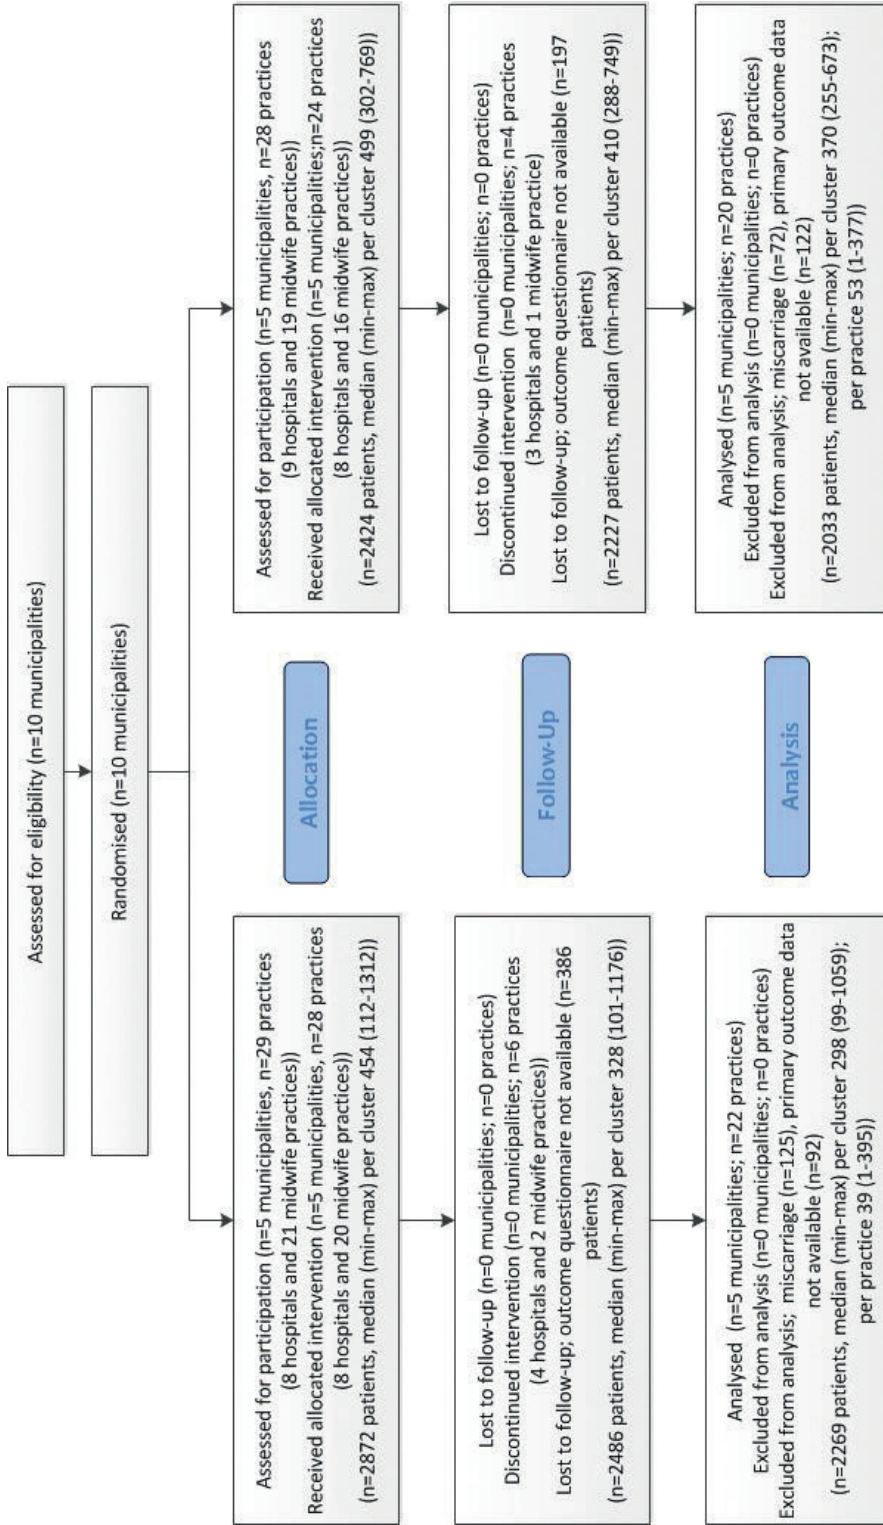 Assessed for eligibility (n=10 municipalities)
Randomised (n=10 municipalities)
Allocation
Assessed for participation (n=5 municipalities, n=29 practices
(8 hospitals and 21 midwife practices))
Received allocated intervention (n=5 municipalities, n=28 practices
(8 hospitals and 20 midwife practices))
(n=2872 patients, median (min-max) per cluster 454 (112-1312))
Assessed for participation (n=5 municipalities, n=28 practices
(9 hospitals and 19 midwife practices))
Received allocated intervention (n=5 municipalities;n=24 practices
(8 hospitals and 16 midwife practices))
(n=2424 patients, median (min-max) per cluster 499 (302-769))
Follow-Up
Lost to follow-up (n=0 municipalities; n=0 practices)
Discontinued intervention (n=0 municipalities; n=6 practices
(4 hospitals and 2 midwife practices))
Lost to follow-up; outcome questionnaire not available (n=386
patients)
(n=2486 patients, median (min-max) per cluster 328 (101-1176))
Lost to follow-up (n=0 municipalities; n=0 practices)
Discontinued intervention (n=0 municipalities; n=4 practices
(3 hospitals and 1 midwife practice)
Lost to follow-up; outcome questionnaire not available (n=197
patients)
(n=2227 patients, median (min-max) per cluster 410 (288-749))
Analysis
Analysed (n=5 municipalities; n=22 practices)
Excluded from analysis (n=0 municipalities; n=0 practices)
Excluded from analysis; miscarriage (n=125), primary outcome data
not available (n=92)
(n=2269 patients, median (min-max) per cluster 298 (99-1059);
per practice 39 (1-395))
Analysed (n=5 municipalities; n=20 practices)
Excluded from analysis (n=0 municipalities; n=0 practices)
Excluded from analysis; miscarriage (n=72), primary outcome data
not available (n=122)
(n=2033 patients, median (min-max) per cluster 370 (255-673);
per practice 53 (1-377))